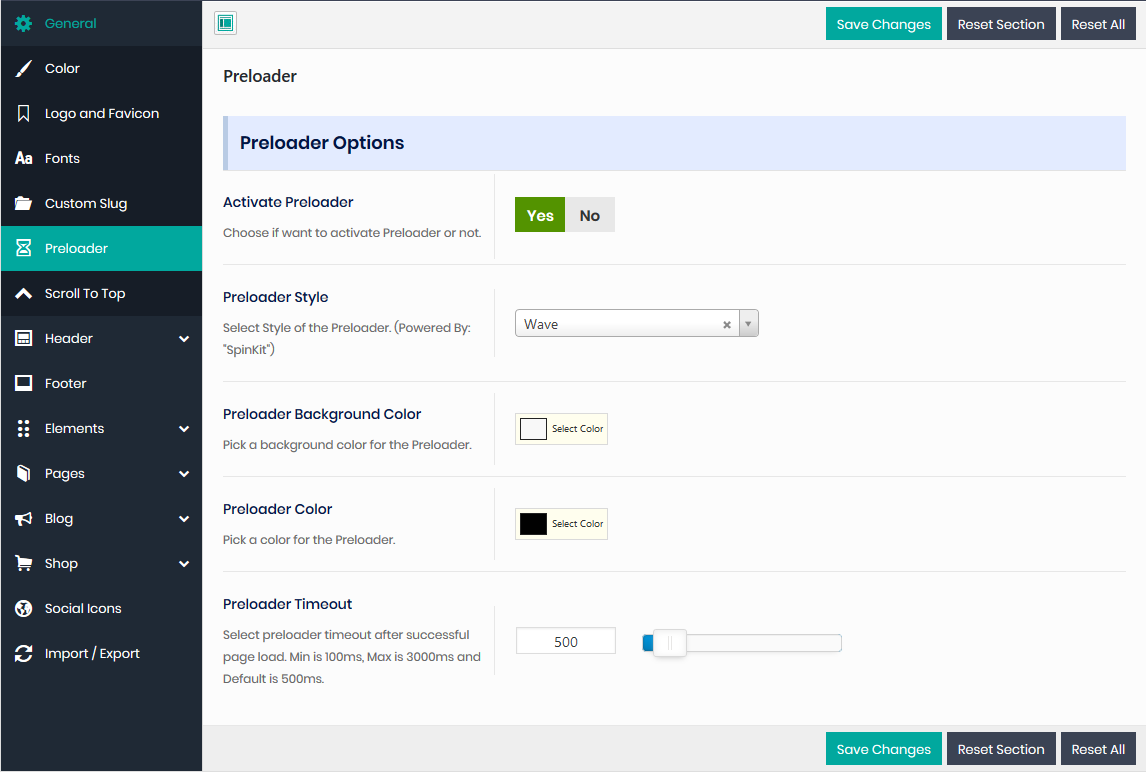 General
Color
Logo and Favicon
Aa Fonts
Custom Slug
Preloader
Scroll To Top
Header
Footer
Elements
Pages
Blog
Shop
Social Icons
Import / Export
Save Changes Reset Section Reset All
Preloader
Preloader Options
Activate Preloader
Choose if want to activate Preloader or not.
Yes No
Preloader Style
Select Style of the Preloader. (Powered By:
"SpinKit")
Wave
Preloader Background Color
Pick a background color for the Preloader.
Select Color
Preloader Color
Pick a color for the Preloader.
Select Color
Preloader Timeout
Select preloader timeout after successful
page load. Min is 100ms, Max is 3000ms and
Default is 500ms.
500
Save Changes Reset Section Reset All